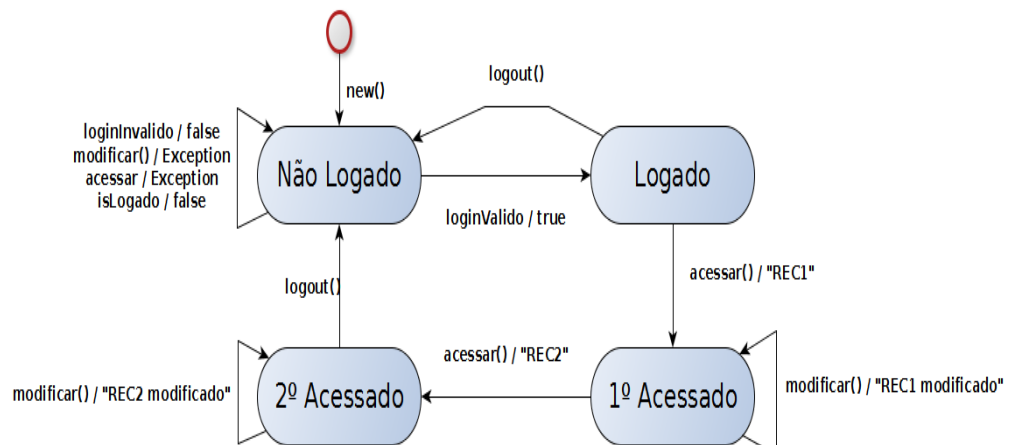 new()
logout()
loginInvalido / false
modificar() / Exception
acessar / Exception
isLogado / false
Não Logado
Logado
loginValido / true
logout()
acessar() / "REC1"
acessar() / "REC2"
modificar() / "REC2 modificado"
2º Acessado
1º Acessado
modificar() / "REC1 modificado"